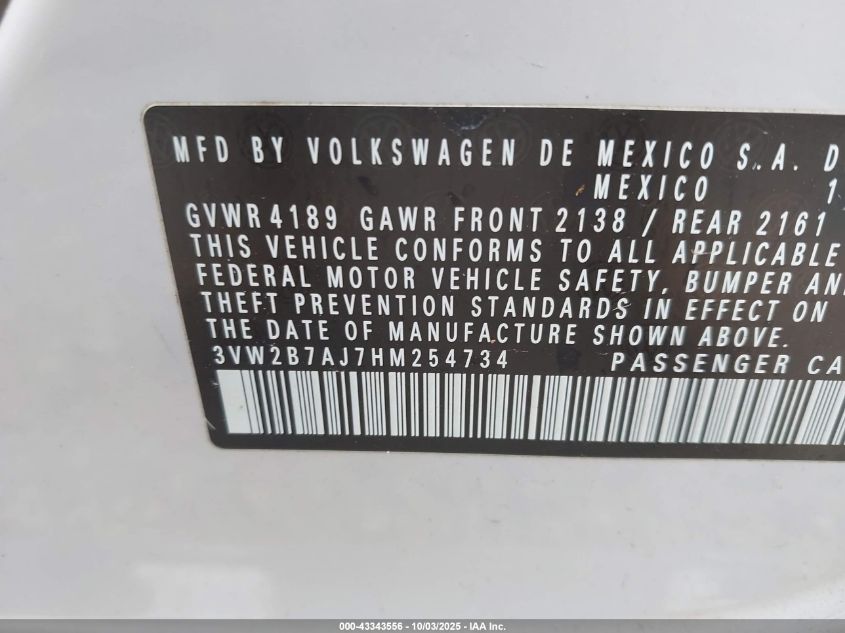 MFD BY VOLKSWAGEN DE MEXICO S.A. D
MEXICO 1
GVWR 4189 GAWR FRONT 2138 / REAR 2161
THIS VEHICLE CONFORMS TO ALL APPLICABLE
FEDERAL MOTOR VEHICLE SAFETY, BUMPER AN
THEFT PREVENTION STANDARDS IN EFFECT ON
THE DATE OF MANUFACTURE SHOWN ABOVE.
3VW2B7AJ7HM254734 PASSENGER CA
000-43343556 - 10/03/2025 - IAA Inc.